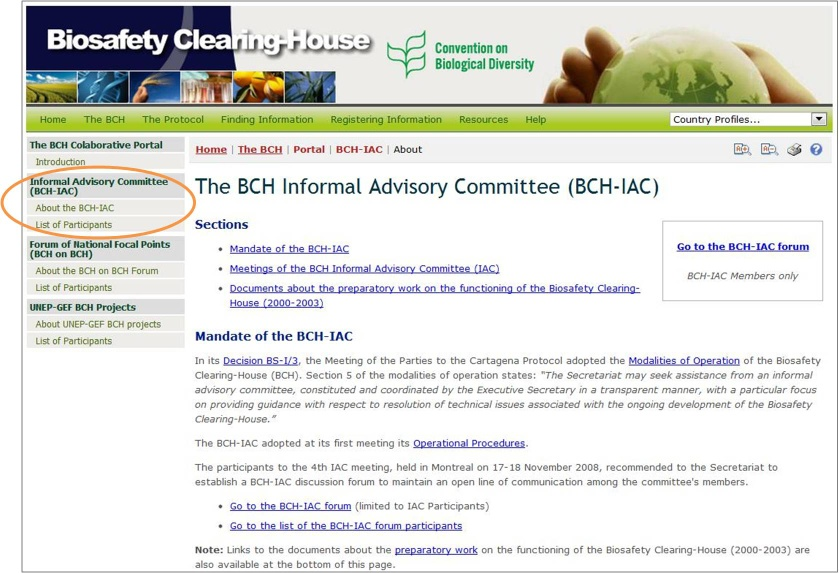 Biosafety Clearing-House
Convention on
Biological Diversity
Home The BCH The Protocol Finding Information Registering Information Resources Help
Country Profiles...
The BCH Colaborative Portal
Introduction
Informal Advisory Committee
(BCH-IAC)
About the BCH-IAC
List of Participants
Forum of National Focal Points
(BCH on BCH)
About the BCH on BCH Forum
List of Participants
UNEP-GEF BCH Projects
About UNEP-GEF BCH projects
List of Participants
Home | The BCH | Portal | BCH-IAC | About
The BCH Informal Advisory Committee (BCH-IAC)
Sections
• Mandate of the BCH-IAC
• Meetings of the BCH Informal Advisory Committee (IAC)
• Documents about the preparatory work on the functioning of the Biosafety Clearing-
House (2000-2003)
Go to the BCH-IAC forum
BCH-IAC Members only
Mandate of the BCH-IAC
In its Decision BS-I/3, the Meeting of the Parties to the Cartagena Protocol adopted the Modalities of Operation of the Biosafety
Clearing-House (BCH). Section 5 of the modalities of operation states: "The Secretariat may seek assistance from an informal
advisory committee, constituted and coordinated by the Executive Secretary in a transparent manner, with a particular focus
on providing guidance with respect to resolution of technical issues associated with the ongoing development of the Biosafety
Clearing-House."
The BCH-IAC adopted at its first meeting its Operational Procedures.
The participants to the 4th IAC meeting, held in Montreal on 17-18 November 2008, recommended to the Secretariat to
establish a BCH-IAC discussion forum to maintain an open line of communication among the committee's members.
• Go to the BCH-IAC forum (limited to IAC Participants)
• Go to the list of the BCH-IAC forum participants
Note: Links to the documents about the preparatory work on the functioning of the Biosafety Clearing-House (2000-2003) are
also available at the bottom of this page.